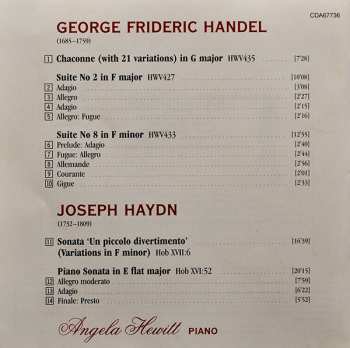 CDA67736
GEORGE FRIDERIC HANDEL
(1685–1759)
1 Chaconne (with 21 variations) in G major HWV435 [7'28]
Suite No 2 in F major HWV427 [10'08]
2 Adagio [3'08]
3 Allegro [2'27]
4 Adagio [2'15]
5 Allegro: Fugue [2'16]
Suite No 8 in F minor HWV433 [12'35]
6 Prelude: Adagio [2'40]
7 Fugue: Allegro [2'44]
8 Allemande [2'56]
9 Courante [2'01]
10 Gigue [2'33]
JOSEPH HAYDN
(1732–1809)
11 Sonata ‘Un piccolo divertimento’ [16'39]
(Variations in F minor) Hob XVII:6
Piano Sonata in E flat major Hob XVI:52 [20'15]
12 Allegro moderato [7'59]
13 Adagio [6'22]
14 Finale: Presto [5'52]
Angela Hewitt PIANO